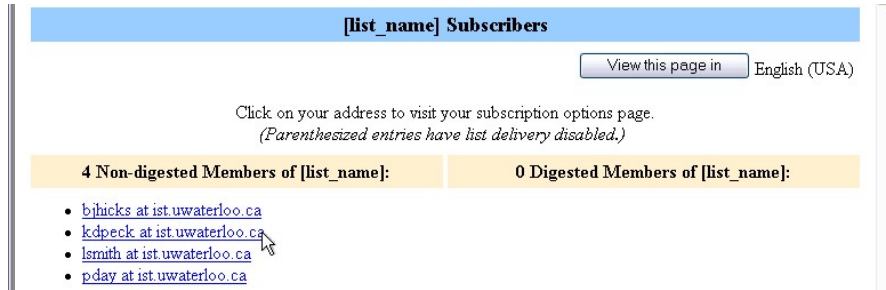 [list_name] Subscribers
View this page in English (USA)
Click on your address to visit your subscription options page.
(Parenthesized entries have list delivery disabled.)
4 Non-digested Members of [list_name]: 0 Digested Members of [list_name]:
• bjhicks at ist.uwaterloo.ca
• kdpeck at ist.uwaterloo.ca
• lsmith at ist.uwaterloo.ca
• pday at ist.uwaterloo.ca